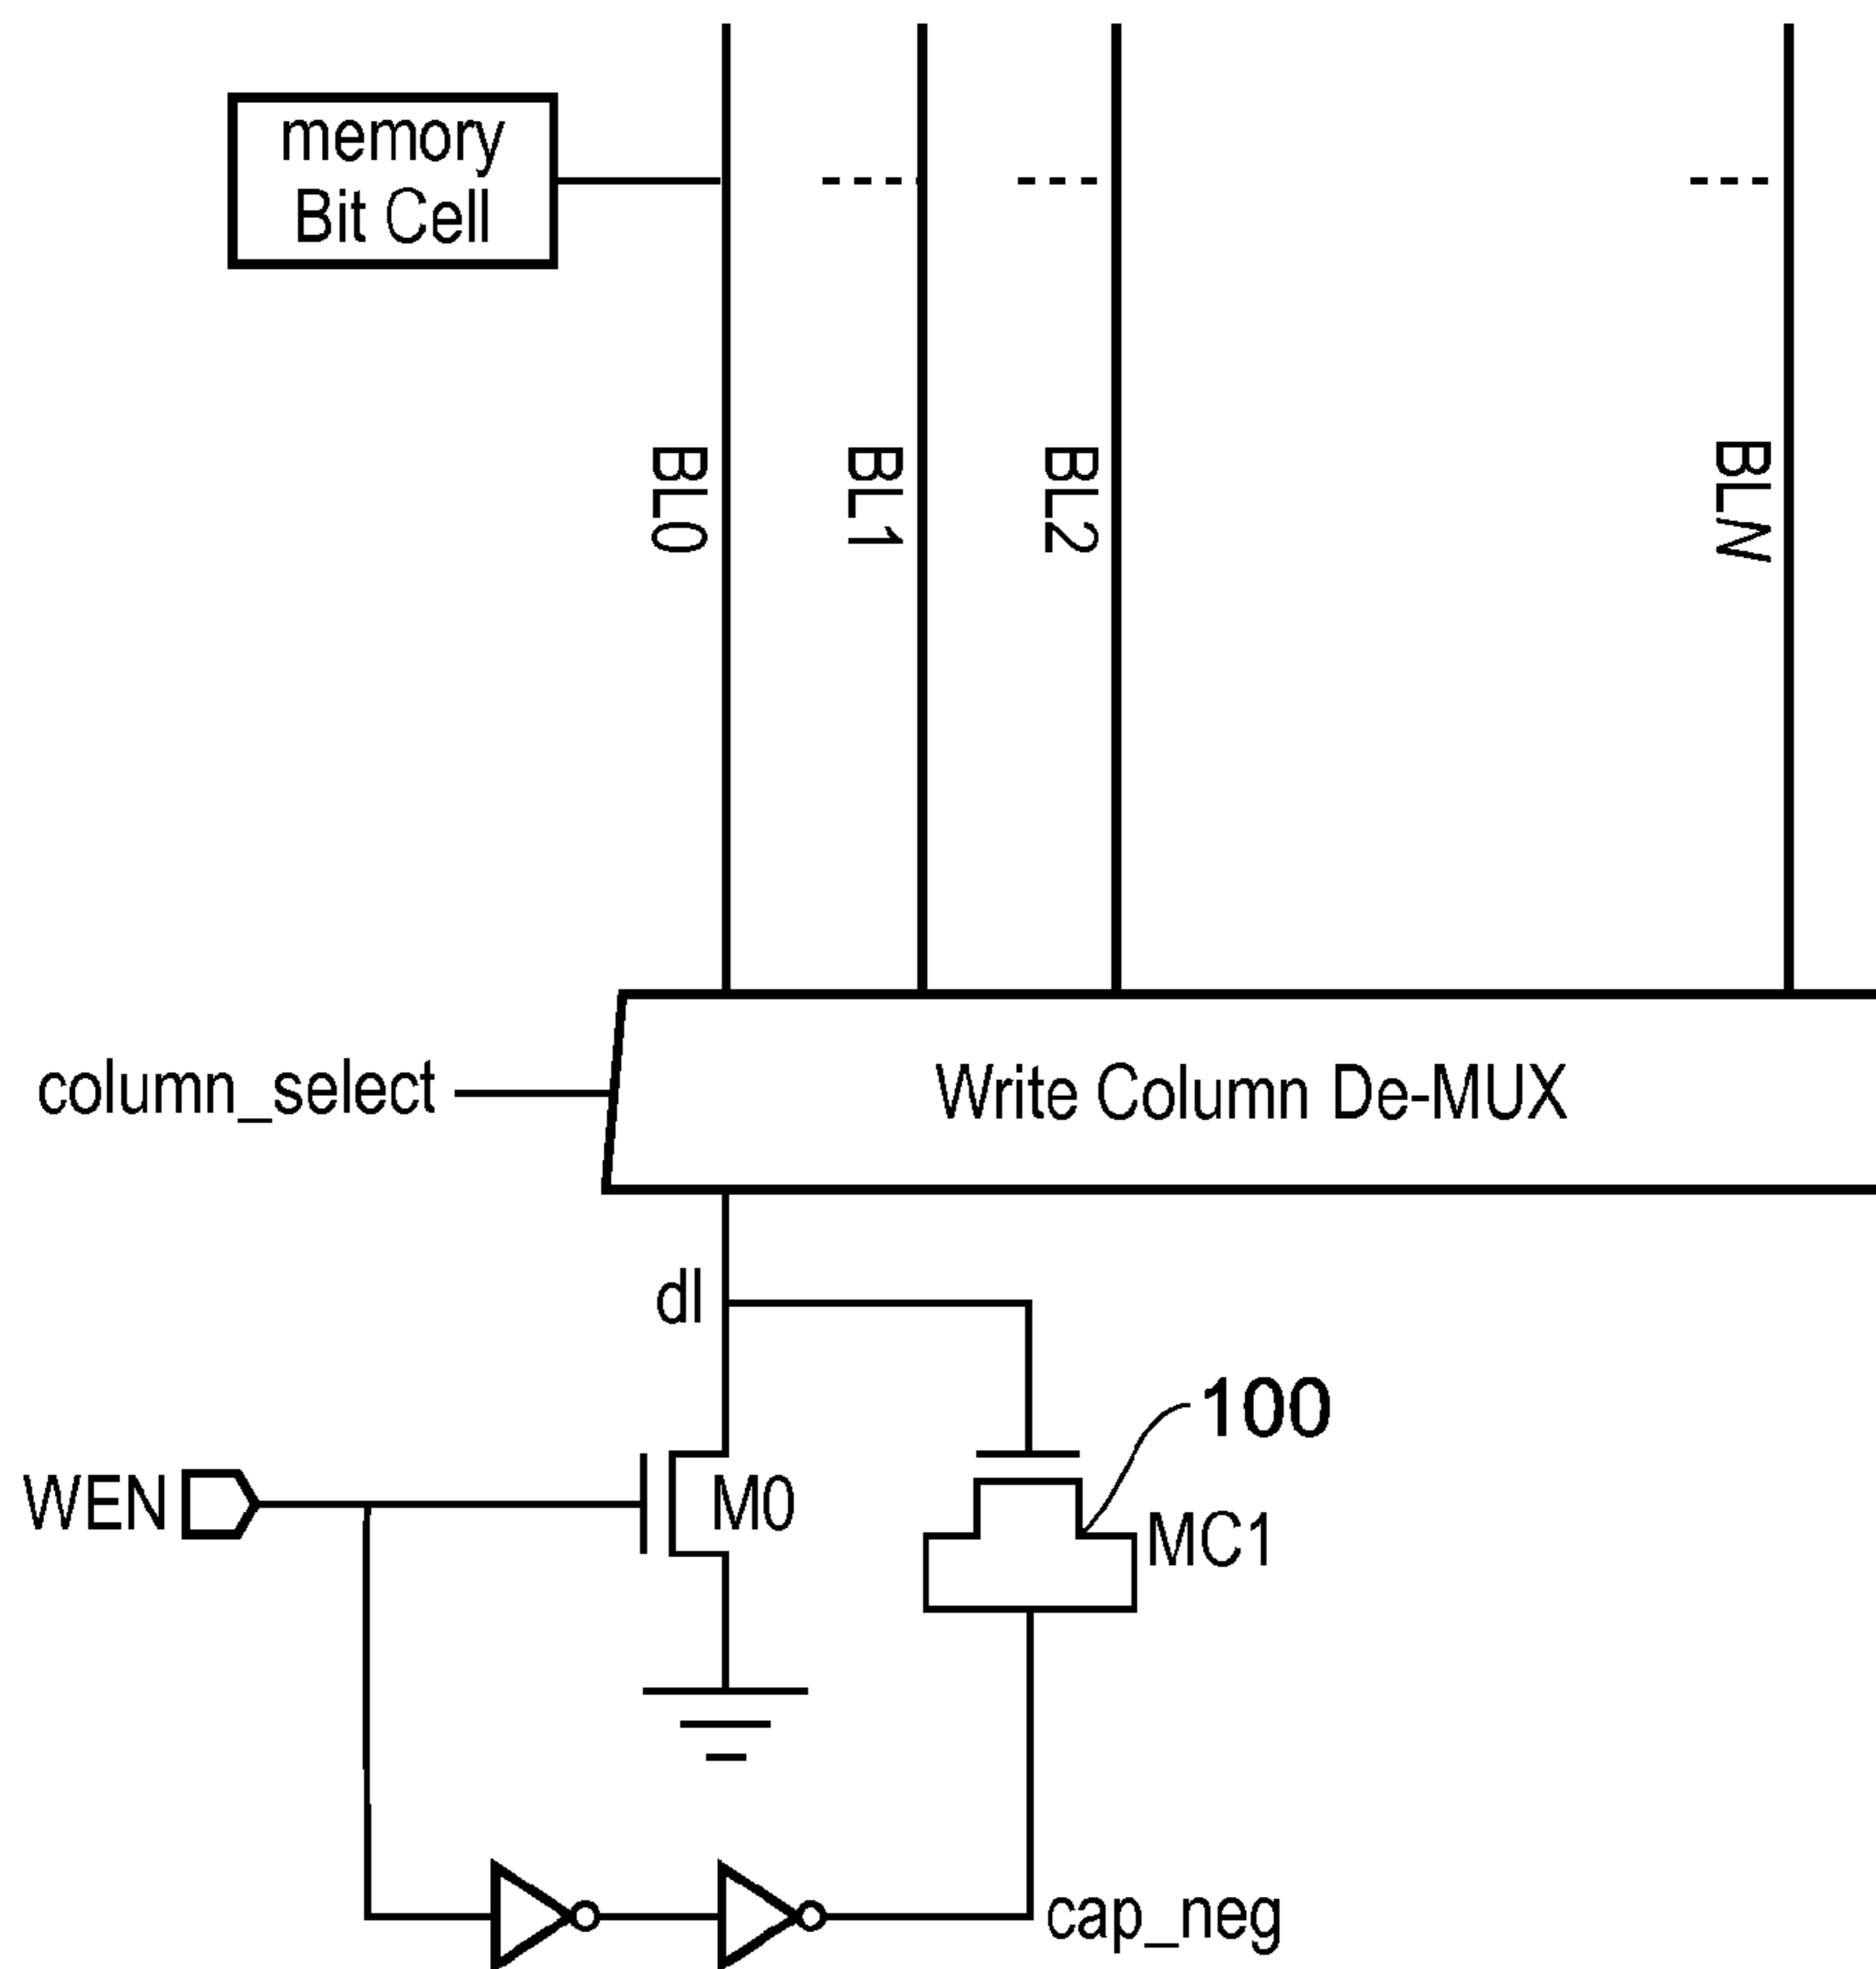 memory
Bit Cell
BL0
BL1
BL2
BLN
column_select
Write Column De-MUX
dl
100
WEN
M0
MC1
cap_neg